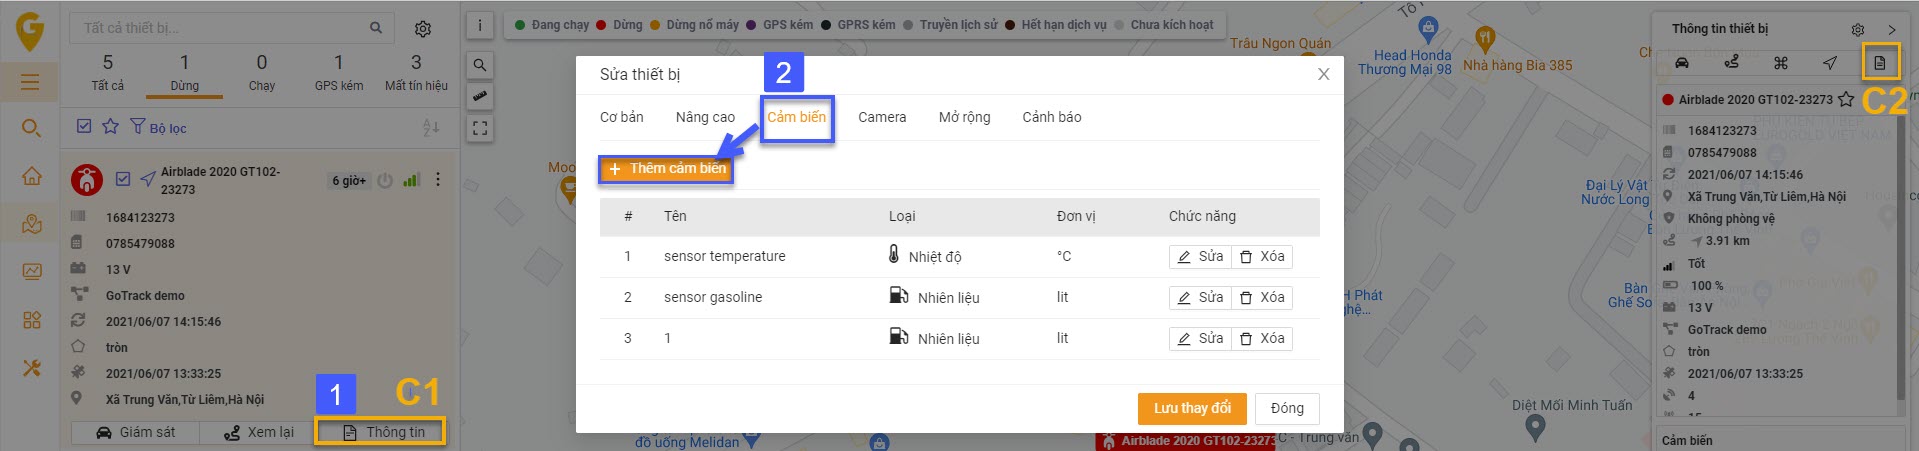 G
Tất cả thiết bị...
5
1
0
1
3
Tất cả
Dừng
Chạy
GPS kém
Mất tín hiệu
Bộ lọc
Airblade 2020 GT102-
23273
6 giờ+
1684123273
0785479088
13 V
GoTrack demo
2021/06/07 14:15:46
tròn
2021/06/07 13:33:25
Xã Trung Văn,Từ Liêm,Hà Nội
1
C1
Giám sát
Xem lại
Thông tin
i
Đang chạy
Dừng
Dừng nổ máy
GPS kém
GPRS kém
Truyền lịch sử
Hết hạn dịch vụ
Chưa kích hoạt
Trâu Ngon Quán
Head Honda
Thương Mại 98
Nhà hàng Bia 385
Sửa thiết bị
X
2
Cơ bản
Nâng cao
Cảm biến
Camera
Mở rộng
Cảnh báo
+ Thêm cảm biến
#
Tên
Loại
Đơn vị
Chức năng
1
sensor temperature
Nhiệt độ
°C
Sửa
Xóa
2
sensor gasoline
Nhiên liệu
lit
Sửa
Xóa
3
1
Nhiên liệu
lit
Sửa
Xóa
Lưu thay đổi
Đóng
Moo
đồ uống Melidan
Airblade 2020 GT102-23273
C - Trung văn
Diệt Mối Minh Tuấn
Đại Lý Vật
Nước Long
H Phát
Nghệ...
Bàn
Ghế So
Thông tin thiết bị
C2
Airblade 2020 GT102-23273
1684123273
0785479088
2021/06/07 14:15:46
Xã Trung Văn,Từ Liêm,Hà Nội
Không phòng vệ
3.91 km
Tốt
100 %
13 V
GoTrack demo
tròn
2021/06/07 13:33:25
4
15
Cảm biến